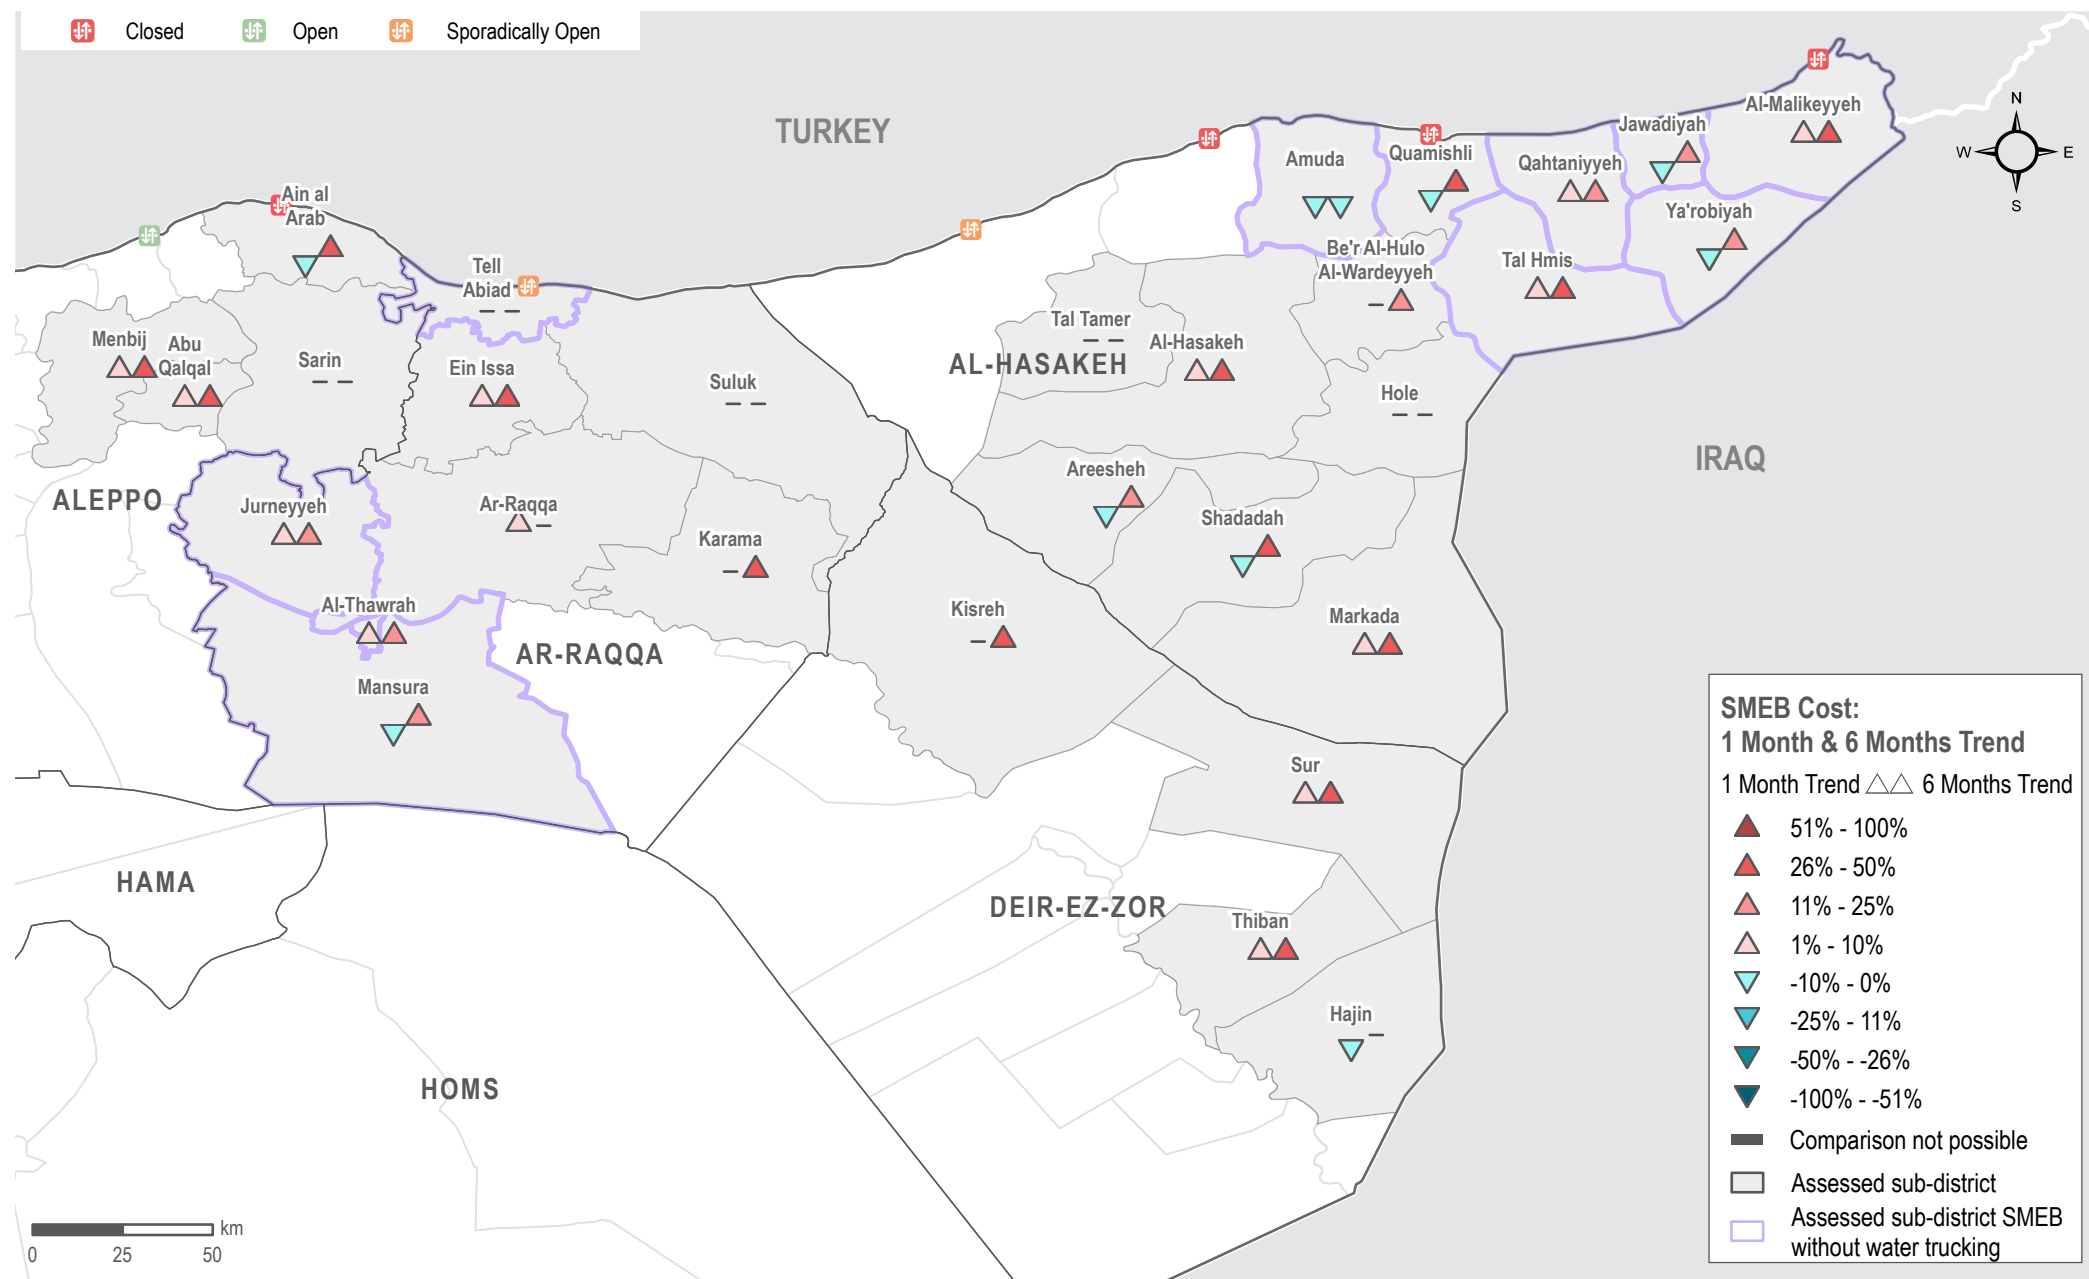 Closed
Open
Sporadically Open
TURKEY
N
W
E
S
Al-Malikeyyeh
Jawadiyah
Amuda
Quamishli
Qahtaniyyeh
Ya'robiyah
Ain al
Arab
Be'r Al-Hulo
Al-Wardeyyeh
Tal Hmis
Tell
Abiad
Tal Tamer
Menbij
Abu
Qalqal
Sarin
Ein Issa
Suluk
AL-HASAKEH
Al-Hasakeh
Hole
IRAQ
Areesheh
ALEPPO
Jurneyyeh
Ar-Raqqa
Karama
Shadadah
Al-Thawrah
Kisreh
Markada
AR-RAQQA
Mansura
Sur
HAMA
DEIR-EZ-ZOR
Thiban
Hajin
HOMS
SMEB Cost:
1 Month & 6 Months Trend
1 Month Trend
6 Months Trend
51% - 100%
26% - 50%
11% - 25%
1% - 10%
-10% - 0%
-25% - 11%
-50% - -26%
-100% - -51%
Comparison not possible
Assessed sub-district
Assessed sub-district SMEB
without water trucking
km
0 25 50